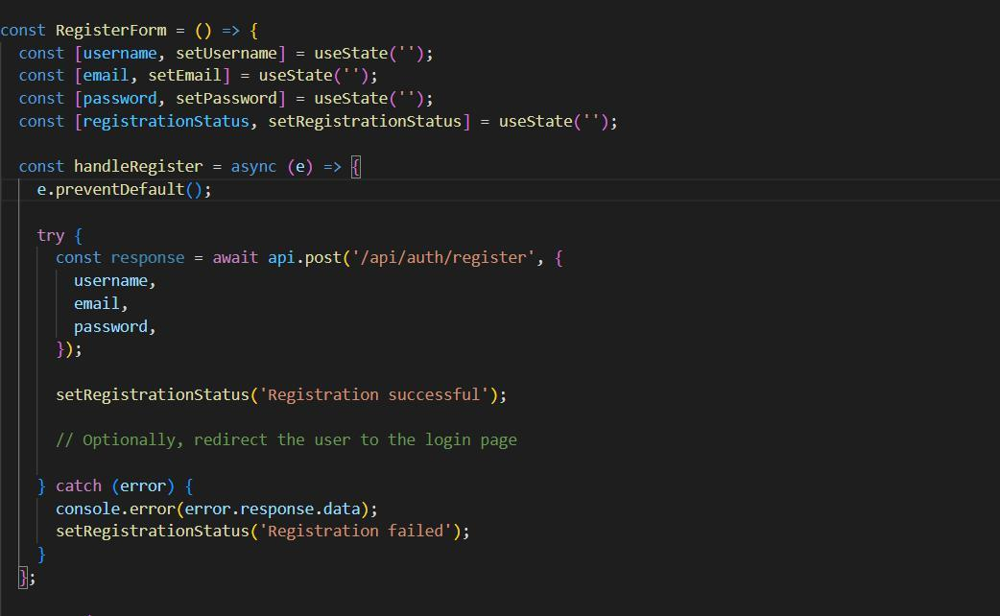 const RegisterForm = () => {
  const [username, setUsername] = useState('');
  const [email, setEmail] = useState('');
  const [password, setPassword] = useState('');
  const [registrationStatus, setRegistrationStatus] = useState('');

  const handleRegister = async (e) => {
    e.preventDefault();

    try {
      const response = await api.post('/api/auth/register', {
        username,
        email,
        password,
      });

      setRegistrationStatus('Registration successful');

      // Optionally, redirect the user to the login page

    } catch (error) {
      console.error(error.response.data);
      setRegistrationStatus('Registration failed');
    }
  };